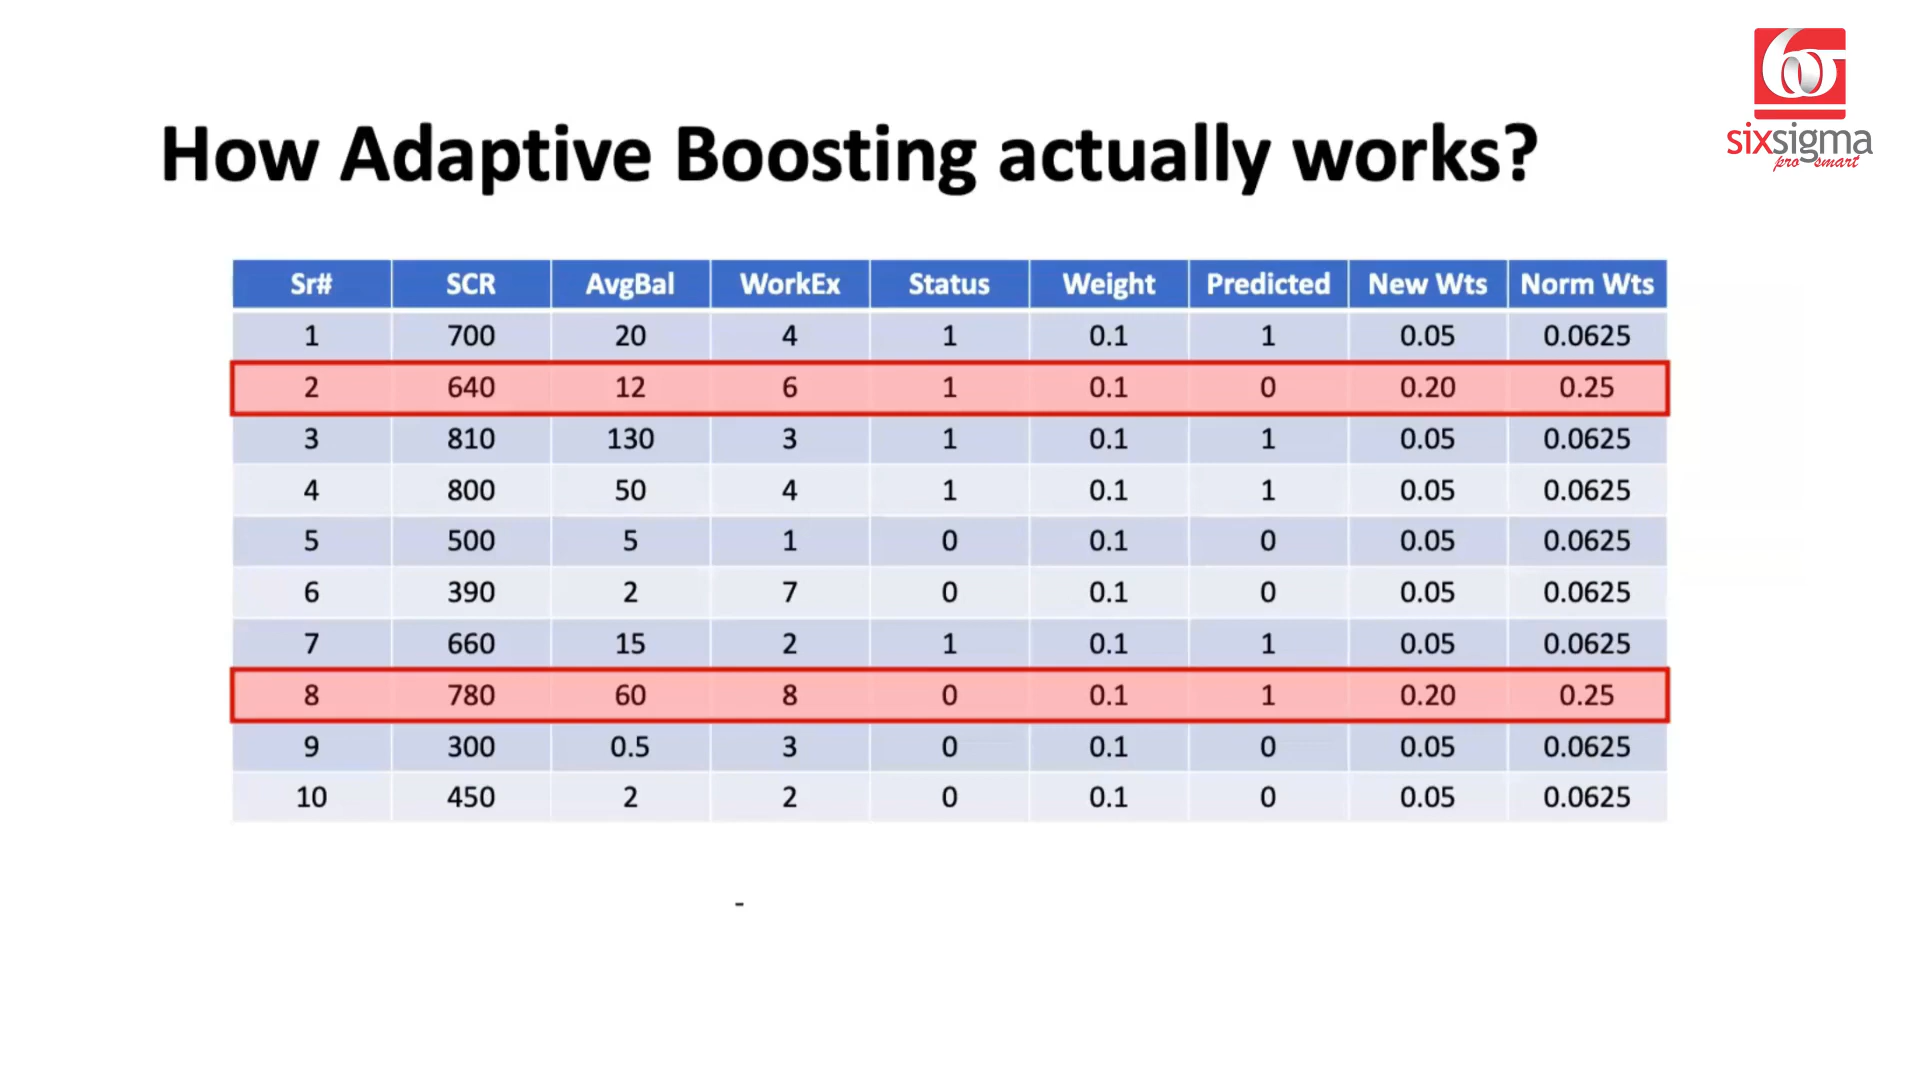 6σ
sixsigma
pro smart
How Adaptive Boosting actually works?
Sr# SCR AvgBal WorkEx Status Weight Predicted New Wts Norm Wts
1 700 20 4 1 0.1 1 0.05 0.0625
2 640 12 6 1 0.1 0 0.20 0.25
3 810 130 3 1 0.1 1 0.05 0.0625
4 800 50 4 1 0.1 1 0.05 0.0625
5 500 5 1 0 0.1 0 0.05 0.0625
6 390 2 7 0 0.1 0 0.05 0.0625
7 660 15 2 1 0.1 1 0.05 0.0625
8 780 60 8 0 0.1 1 0.20 0.25
9 300 0.5 3 0 0.1 0 0.05 0.0625
10 450 2 2 0 0.1 0 0.05 0.0625
-